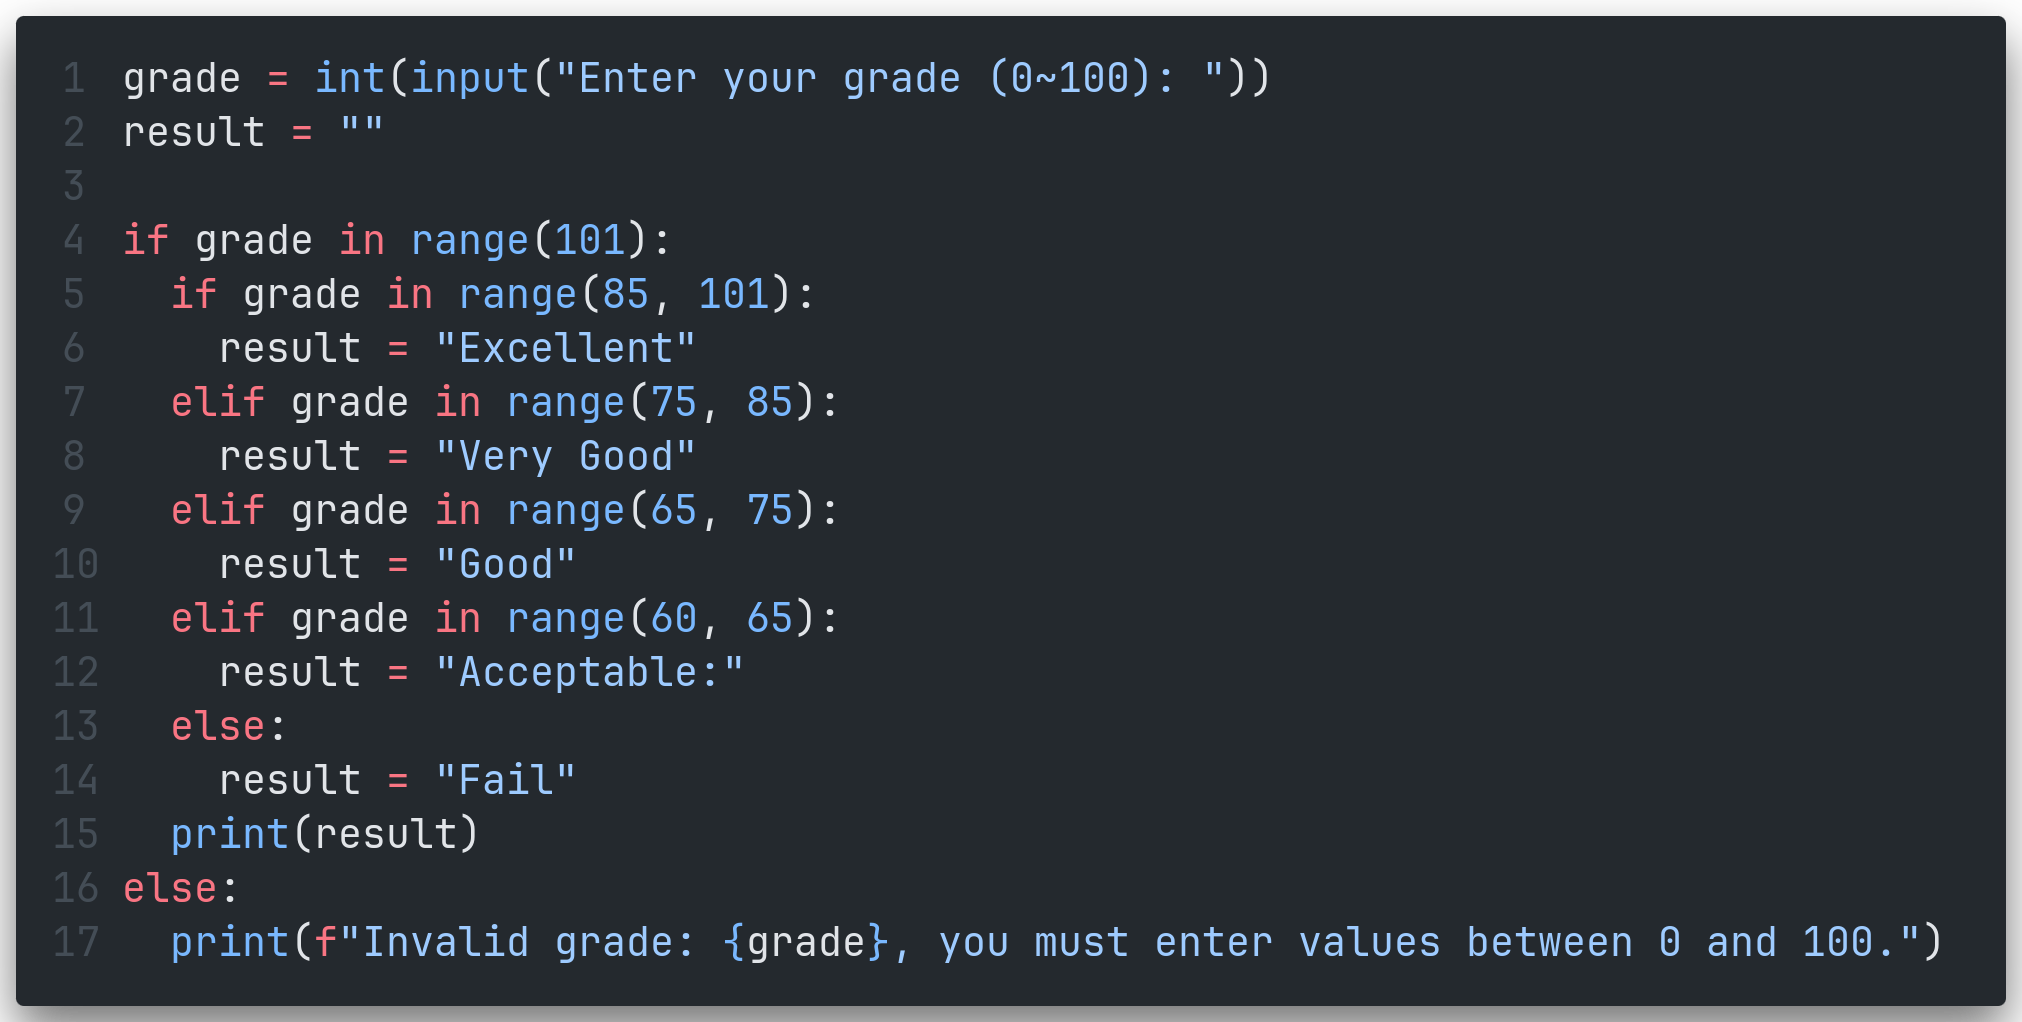 1 grade = int(input("Enter your grade (0~100): "))
2 result = ""
3
4 if grade in range(101):
5   if grade in range(85, 101):
6     result = "Excellent"
7   elif grade in range(75, 85):
8     result = "Very Good"
9   elif grade in range(65, 75):
10     result = "Good"
11   elif grade in range(60, 65):
12     result = "Acceptable:"
13   else:
14     result = "Fail"
15   print(result)
16 else:
17   print(f"Invalid grade: {grade}, you must enter values between 0 and 100.")